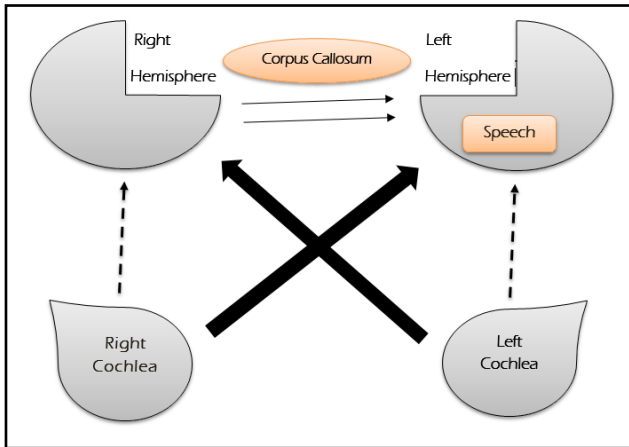 Right
Hemisphere
Corpus Callosum
Left
Hemisphere
Speech
Right
Cochlea
Left
Cochlea